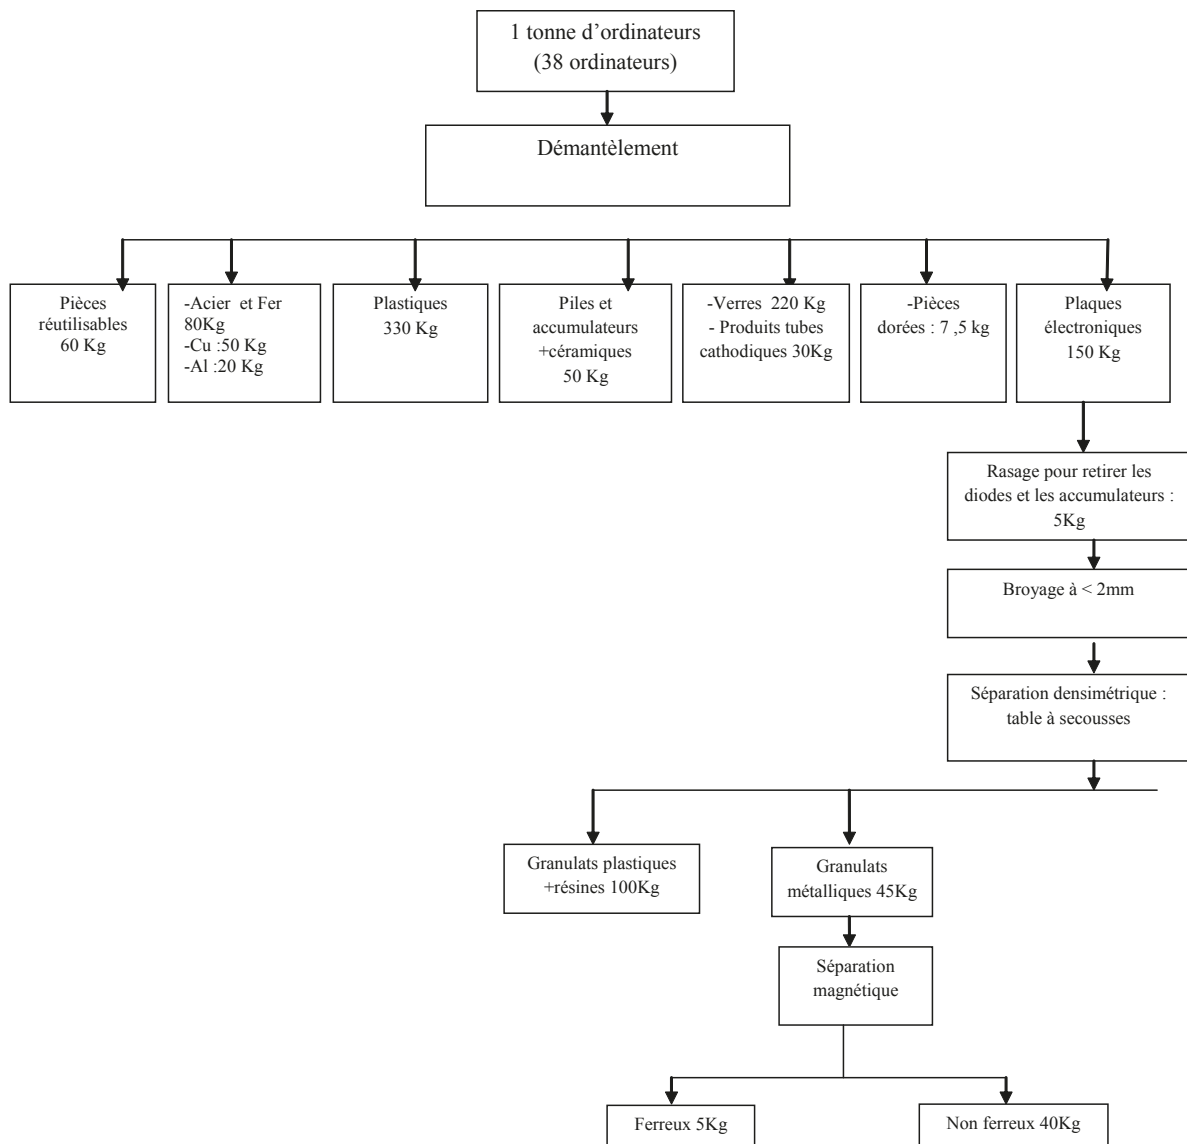 1 tonne d'ordinateurs
(38 ordinateurs)
Démantèlement
Pièces
réutilisables
60 Kg
-Acier et Fer
80Kg
-Cu :50 Kg
-Al :20 Kg
Plastiques
330 Kg
Piles et
accumulateurs
+céramiques
50 Kg
-Verres 220 Kg
- Produits tubes
cathodiques 30Kg
-Pièces
dorées : 7 ,5 kg
Plaques
électroniques
150 Kg
Rasage pour retirer les
diodes et les accumulateurs :
5Kg
Broyage à < 2mm
Séparation densimétrique :
table à secousses
Granulats plastiques
+résines 100Kg
Granulats
métalliques 45Kg
Séparation
magnétique
Ferreux 5Kg
Non ferreux 40Kg